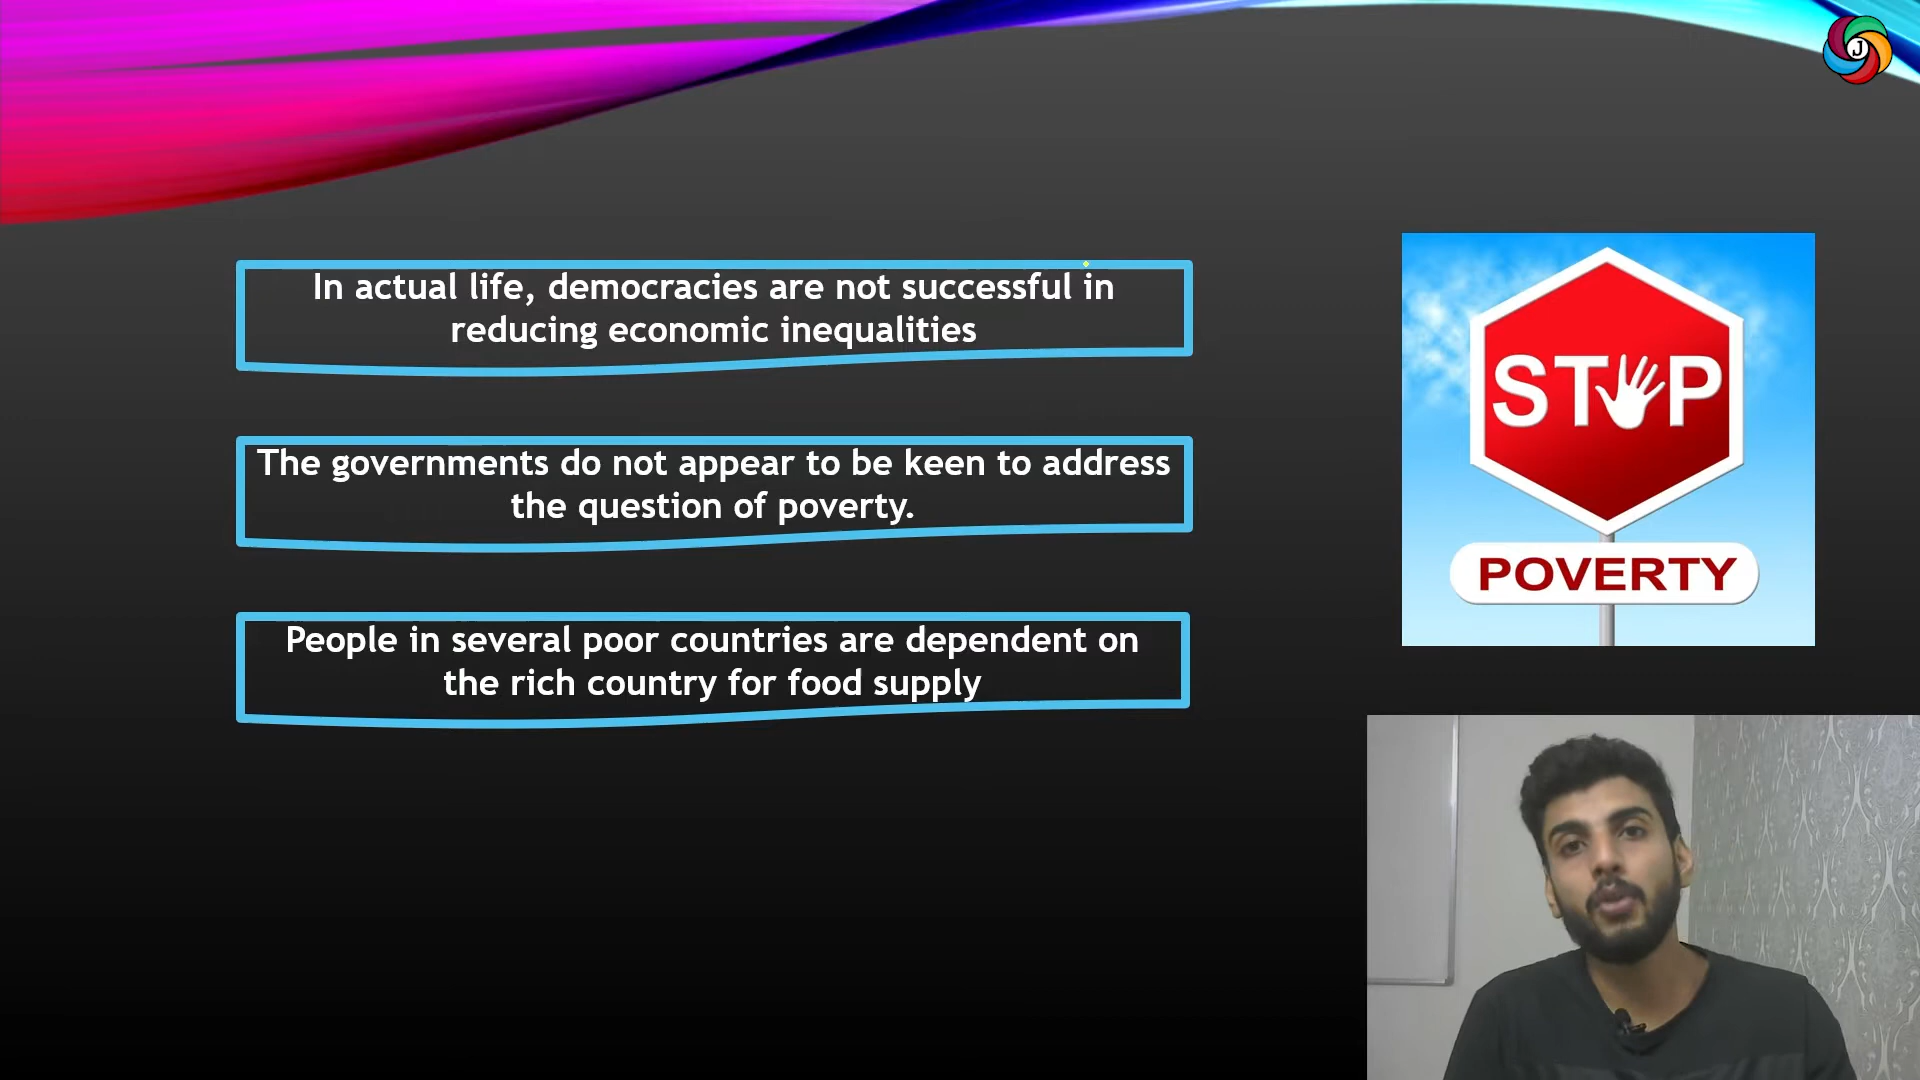 J
In actual life, democracies are not successful in
reducing economic inequalities
The governments do not appear to be keen to address
the question of poverty.
People in several poor countries are dependent on
the rich country for food supply
STOP
POVERTY